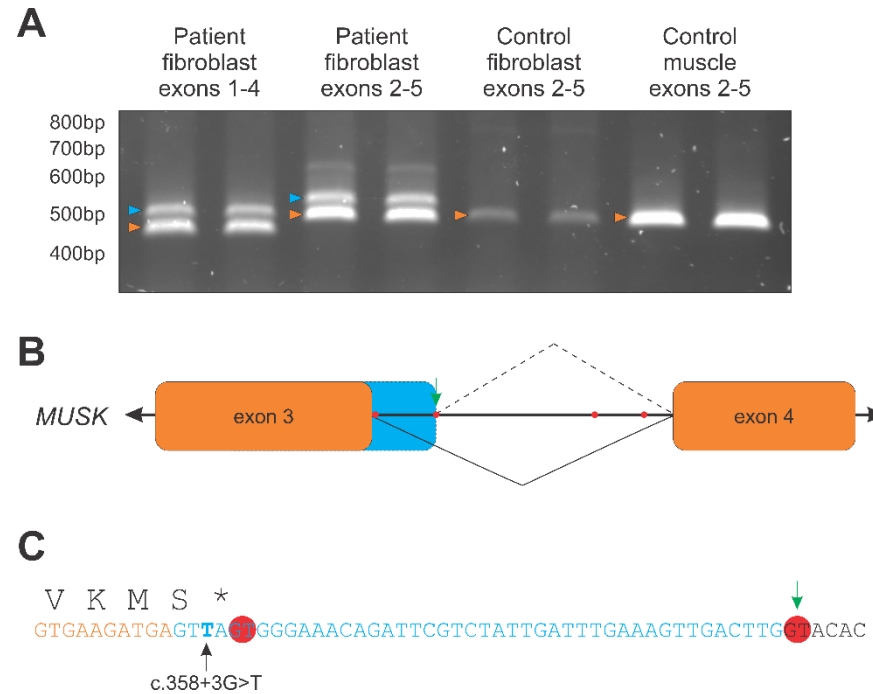 A
Patient
fibroblast
exons 1-4
Patient
fibroblast
exons 2-5
Control
fibroblast
exons 2-5
Control
muscle
exons 2-5
800bp
700bp
600bp
500bp
400bp
B
MUSK
exon 3
exon 4
C
V K M S *
GTGAAGATGAGTTAGTGGGAAACAGATTCGTCTATTGATTTGAAAGTTGACTTGGTACAC
c.358+3G>T